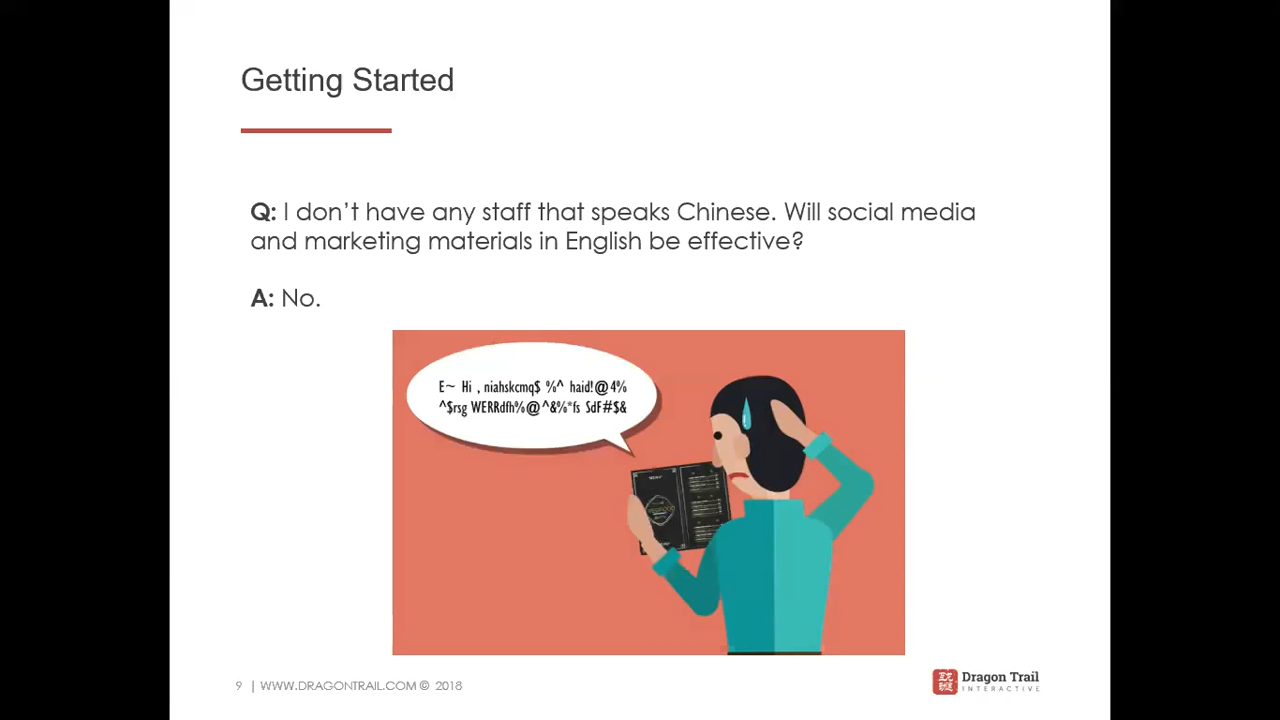 Getting Started
Q: I don’t have any staff that speaks Chinese. Will social media
and marketing materials in English be effective?
A: No.
E~ Hi , niahskcmq$ %^ haid!@4%
^$rsg WERRdfh%@^&%*fs SdF#$&
9 | WWW.DRAGONTRAIL.COM © 2018
Dragon Trail
INTERACTIVE